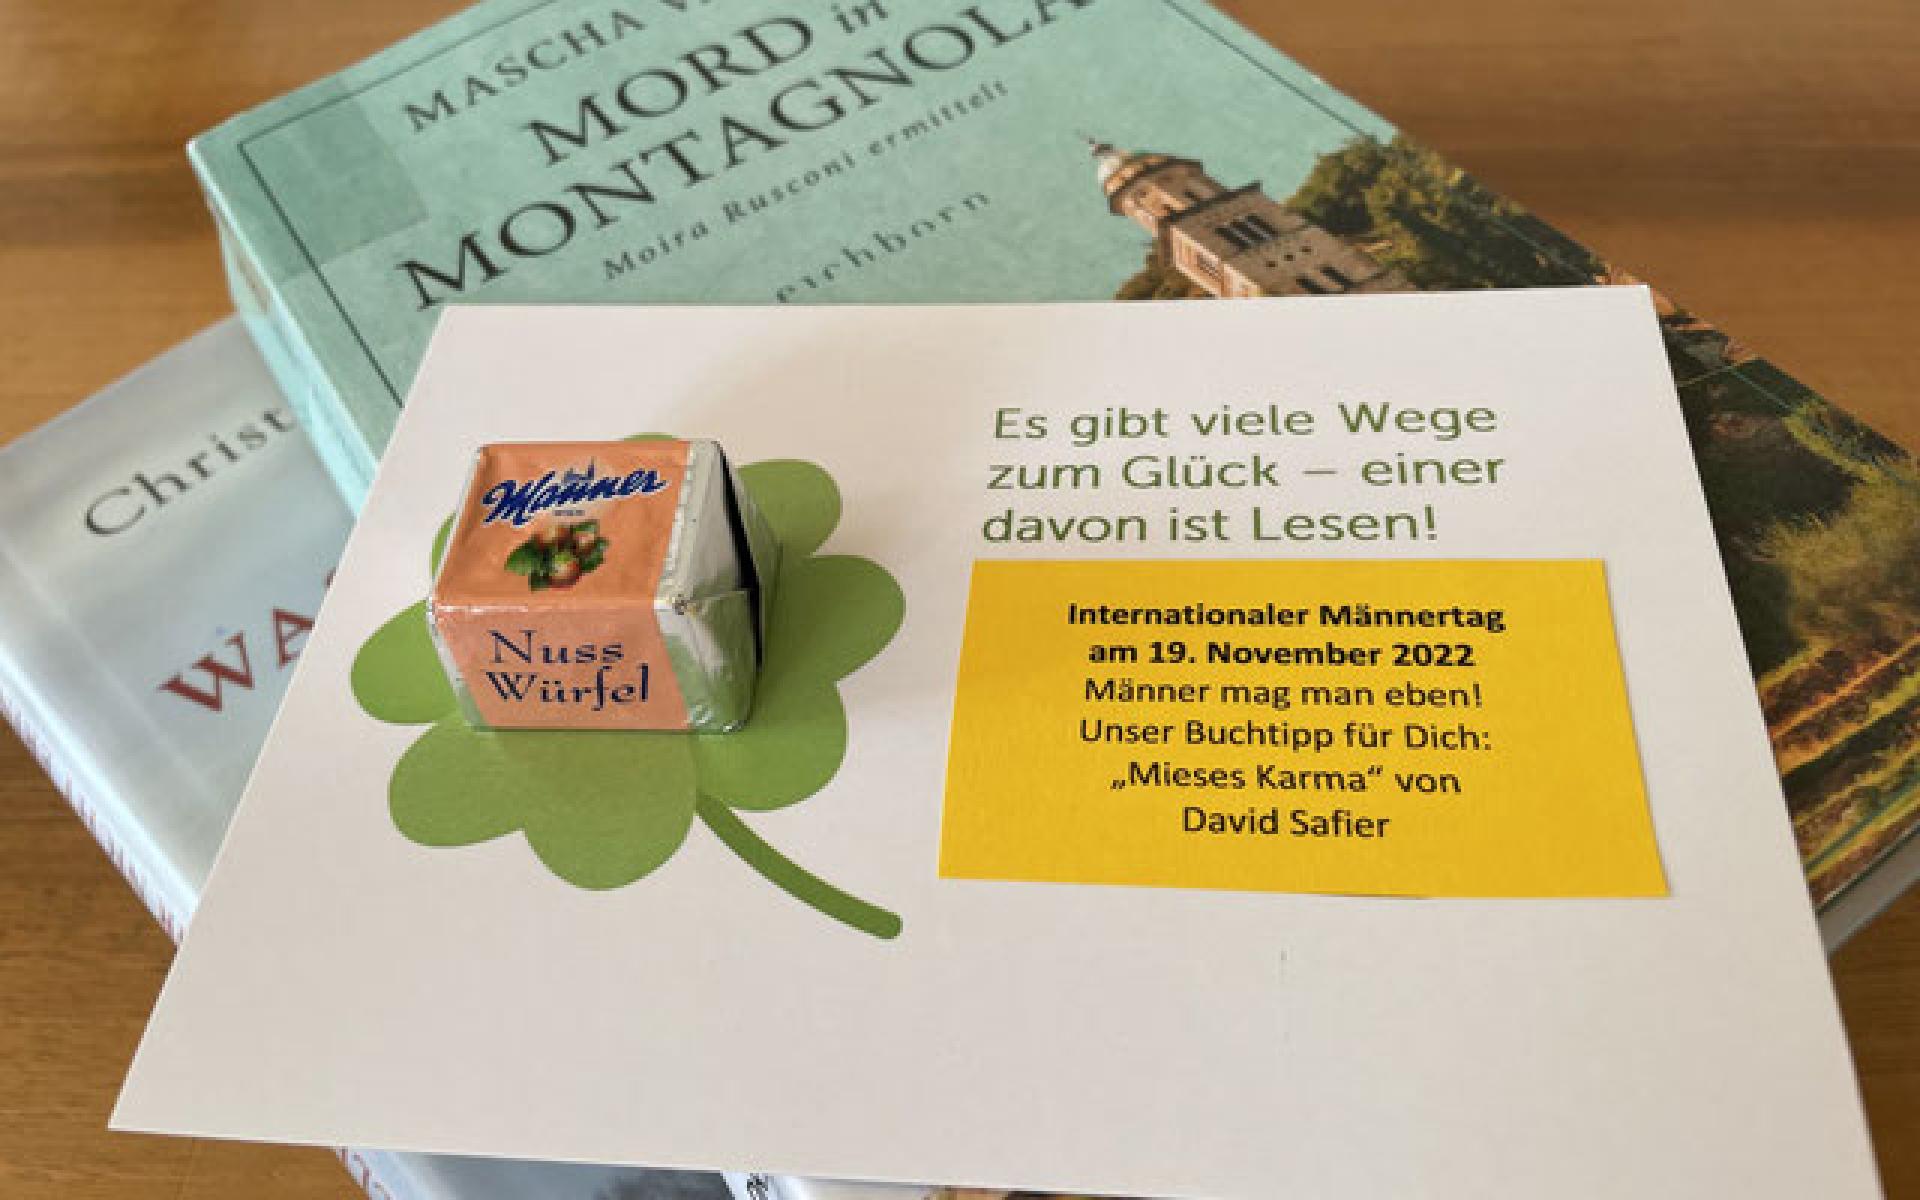 MASCHA
MORD in
MONTAGNOLA
Moira Rusconi ermittelt
eichborn
Christ
WA
Manner
WIEN
Nuss
Würfel
Es gibt viele Wege
zum Glück – einer
davon ist Lesen!
Internationaler Männertag
am 19. November 2022
Männer mag man eben!
Unser Buchtipp für Dich:
„Mieses Karma“ von
David Safier